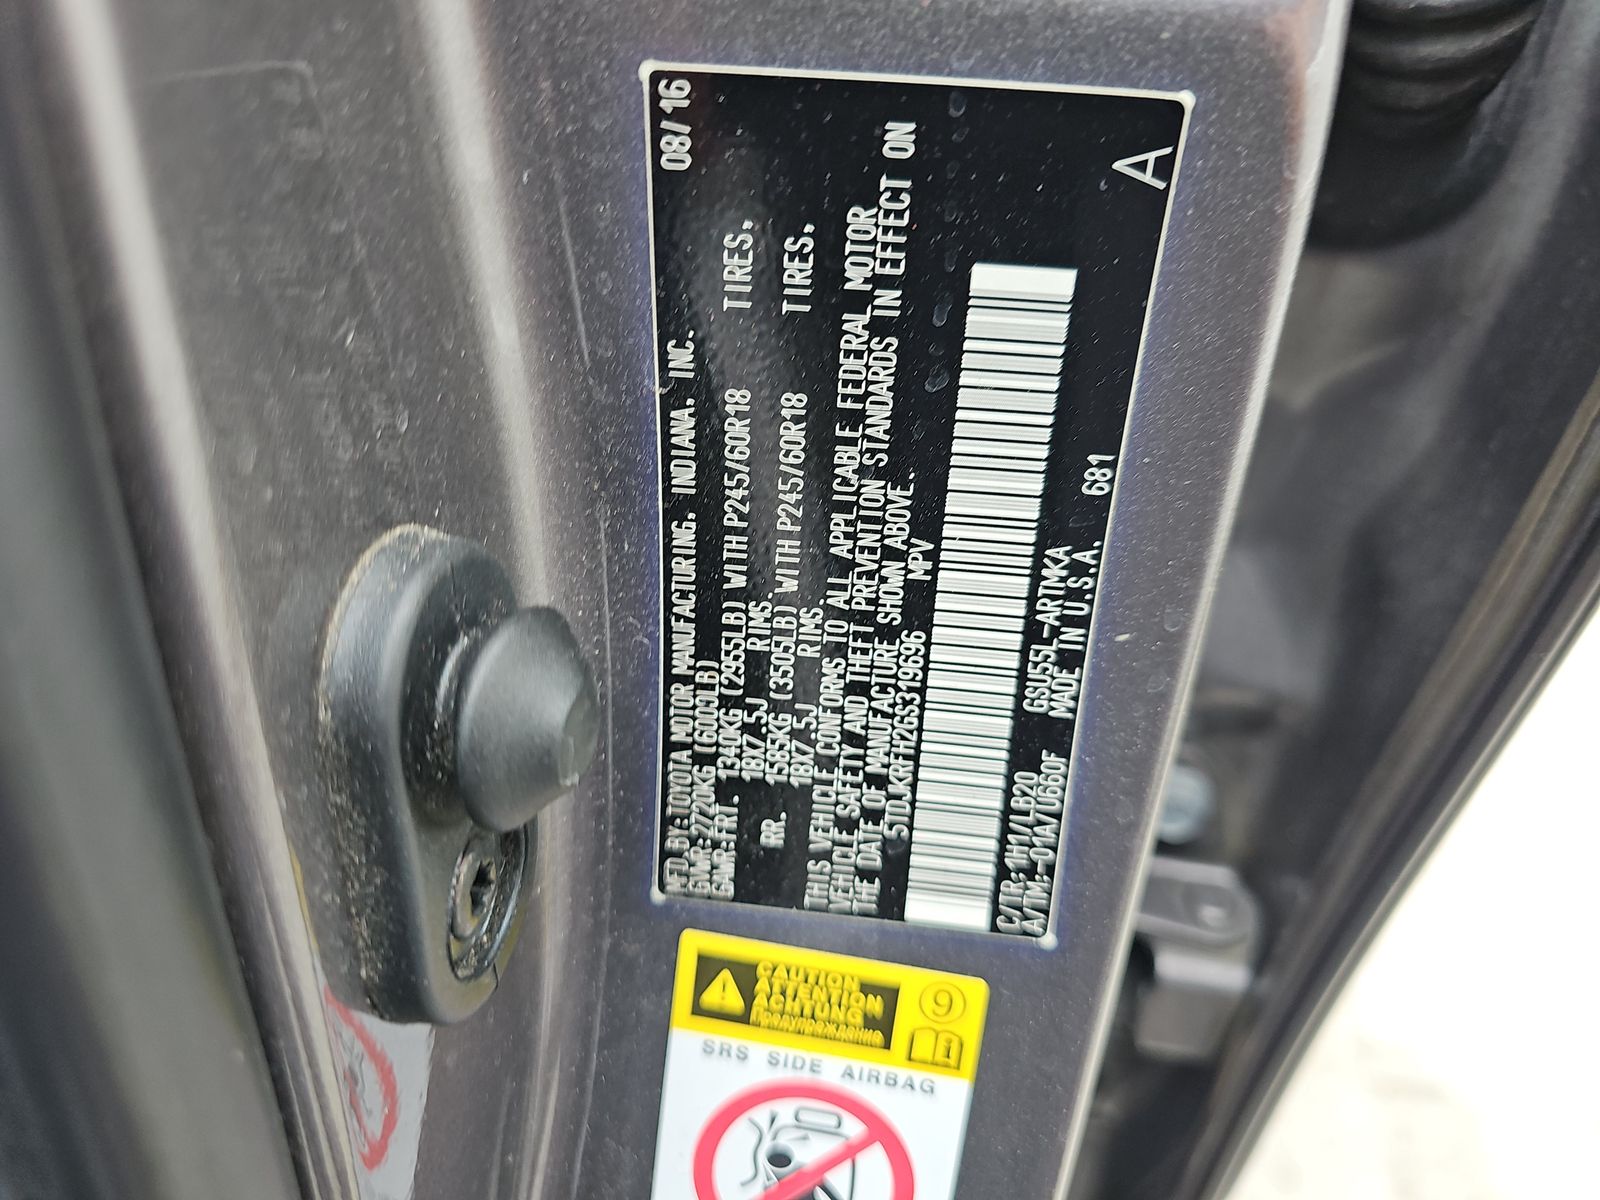 MFD. BY: TOYOTA MOTOR MANUFACTURING, INDIANA, INC. 08/16
GVWR: 2720KG (6000LB)
GAWR: FRT. 1340KG (2955LB) WITH P245/60R18 TIRES,
18X7.5J RIMS.
RR. 1585KG (3505LB) WITH P245/60R18 TIRES,
18X7.5J RIMS.
THIS VEHICLE CONFORMS TO ALL APPLICABLE FEDERAL MOTOR
VEHICLE SAFETY AND THEFT PREVENTION STANDARDS IN EFFECT ON
THE DATE OF MANUFACTURE SHOWN ABOVE.
5TDJKRFH2GS319696 MPV
C/TR: 1H1/LB20 GSU55L-ARTMKA
A/TM: -01A/U660F MADE IN U.S.A. 681
A
CAUTION
ATTENTION
ACHTUNG
Предупреждение
9
i
SRS SIDE AIRBAG